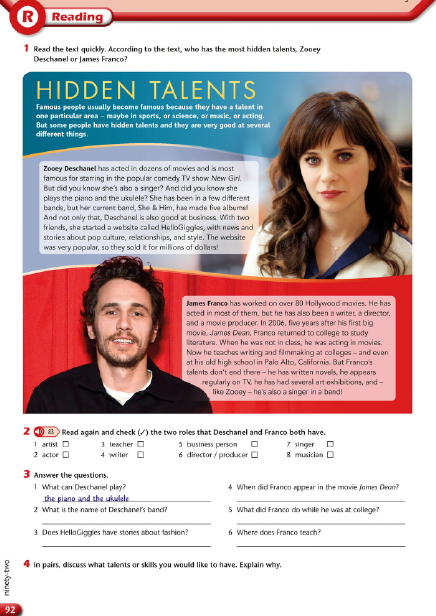 R Reading
1 Read the text quickly. According to the text, who has the most hidden talents, Zooey
Deschanel or James Franco?
HIDDEN TALENTS
Famous people usually become famous because they have a talent in
one particular area – maybe in sports, or science, or music, or acting.
But some people have hidden talents and they are very good at several
different things.
Zooey Deschanel has acted in dozens of movies and is most
famous for starring in the popular comedy TV show New Girl.
But did you know she's also a singer? And did you know she
plays the piano and the ukulele? She has been in a few different
bands, but her current band, She & Him, has made five albums!
And not only that, Deschanel is also good at business. With two
friends, she started a website called HelloGiggles, with news and
stories about pop culture, relationships, and style. The website
was very popular, so they sold it for millions of dollars!
James Franco has worked on over 80 Hollywood movies. He has
acted in most of them, but he has also been a writer, a director,
and a movie producer. In 2006, five years after his first big
movie, James Dean, Franco returned to college to study
literature. When he was not in class, he was acting in movies.
Now he teaches writing and filmmaking at colleges – and even
at his old high school in Palo Alto, California. But Franco's
talents don't end there – he has written novels, he appears
regularly on TV, he has had several art exhibitions, and –
like Zooey – he's also a singer in a band!
2 83 Read again and check (✓) the two roles that Deschanel and Franco both have.
1 artist □ 3 teacher □ 5 business person □ 7 singer □
2 actor □ 4 writer □ 6 director / producer □ 8 musician □
3 Answer the questions.
1 What can Deschanel play? 4 When did Franco appear in the movie James Dean?
the piano and the ukulele
2 What is the name of Deschanel's band? 5 What did Franco do while he was at college?
3 Does HelloGiggles have stories about fashion? 6 Where does Franco teach?
4 In pairs, discuss what talents or skills you would like to have. Explain why.
ninety-two
92